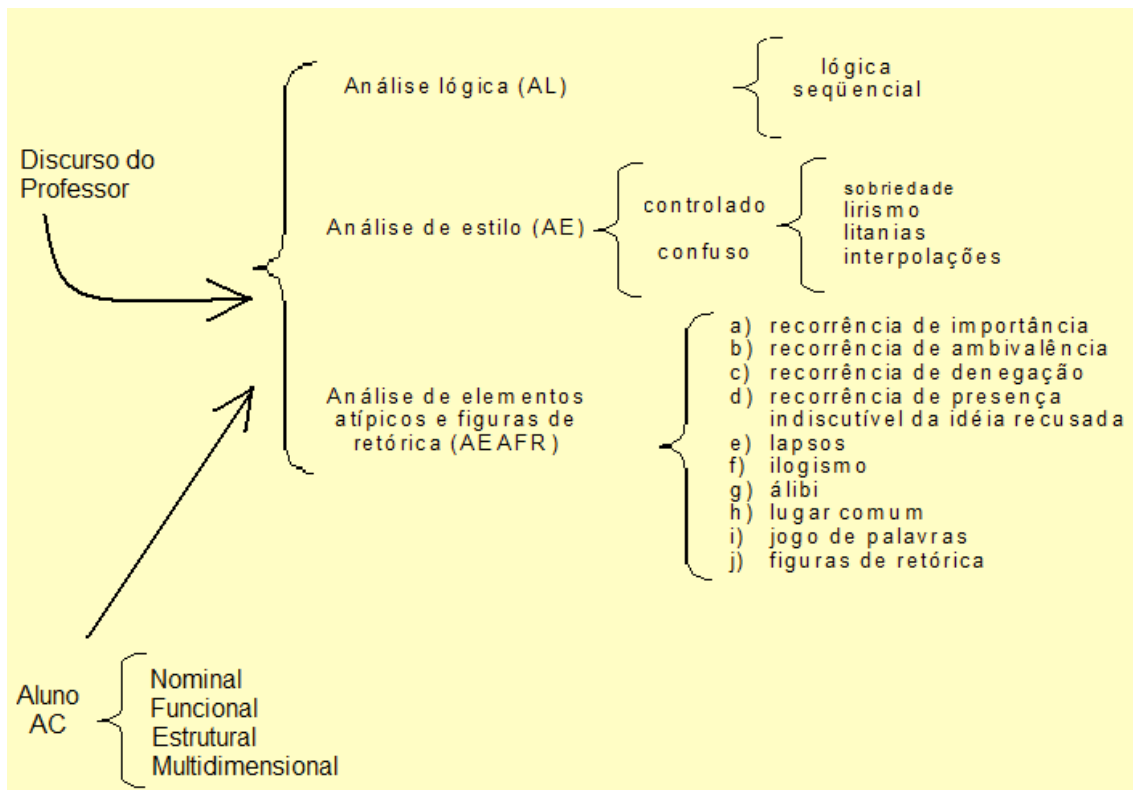 Discurso do
Professor
Análise lógica (AL)
lógica
seqüencial
Análise de estilo (AE)
controlado
confuso
sobriedade
lirismo
litanias
interpolações
Análise de elementos
atípicos e figuras de
retórica (AEAFR)
a) recorrência de importância
b) recorrência de ambivalência
c) recorrência de denegação
d) recorrência de presença
indiscutível da idéia recusada
e) lapsos
f) ilogismo
g) álibi
h) lugar comum
i) jogo de palavras
j) figuras de retórica
Aluno
AC
Nominal
Funcional
Estrutural
Multidimensional